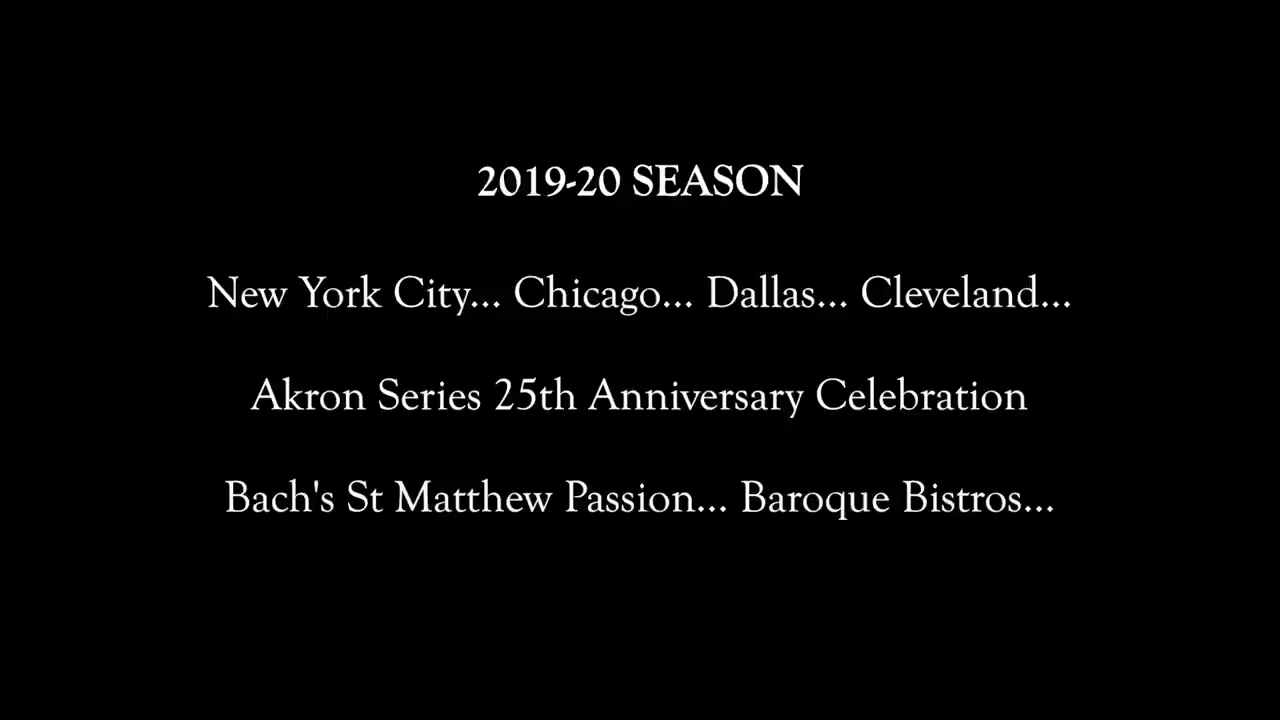 2019-20 SEASON
New York City... Chicago... Dallas... Cleveland...
Akron Series 25th Anniversary Celebration
Bach's St Matthew Passion... Baroque Bistros...